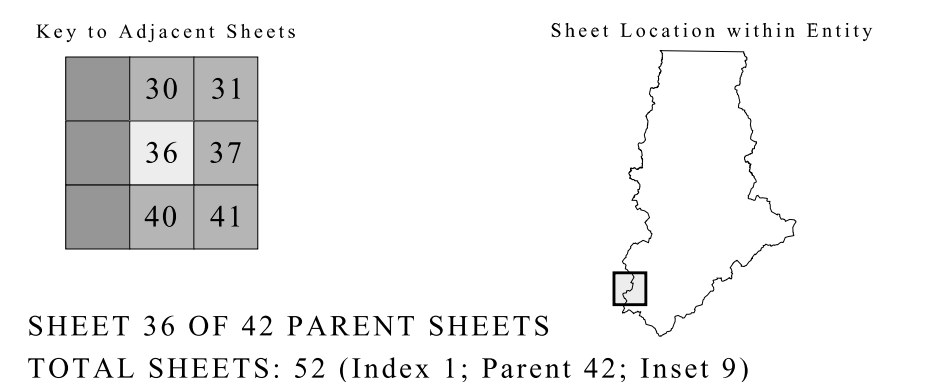 Key to Adjacent Sheets
Sheet Location within Entity
30 31
36 37
40 41
SHEET 36 OF 42 PARENT SHEETS
TOTAL SHEETS: 52 (Index 1; Parent 42; Inset 9)